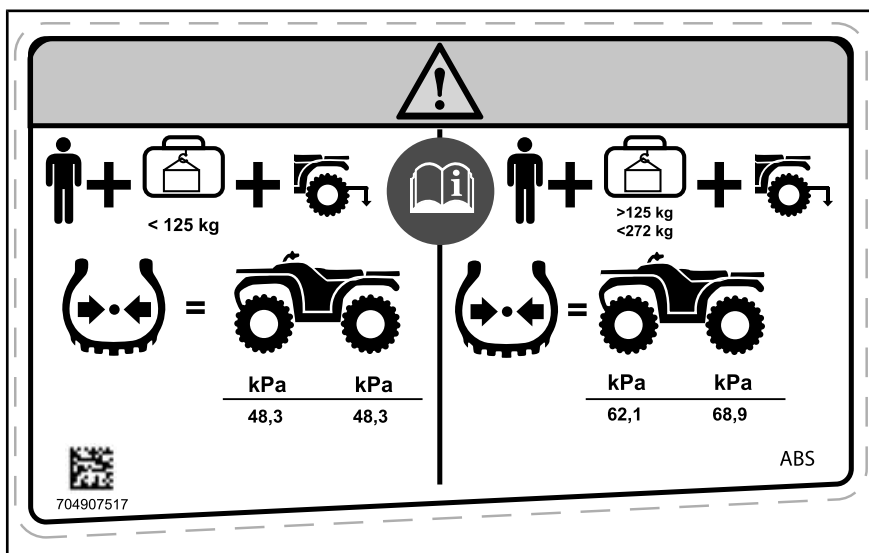 < 125 kg
kPa kPa
48,3 48,3
704907517
>125 kg
<272 kg
kPa kPa
62,1 68,9
ABS